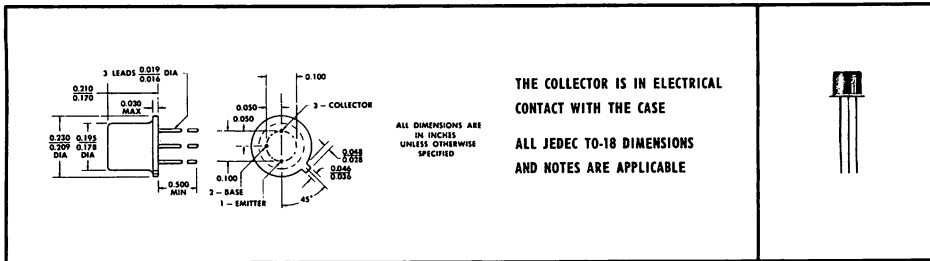 3 LEADS 0.019
0.016 DIA
0.210
0.170
0.030
MAX
0.230
0.209
DIA
0.195
0.178
DIA
0.500
MIN
0.100
0.050
0.050
3 – COLLECTOR
0.100
2 – BASE
1 – EMITTER
45°
0.048
0.028
0.046
0.036
ALL DIMENSIONS ARE
IN INCHES
UNLESS OTHERWISE
SPECIFIED
THE COLLECTOR IS IN ELECTRICAL
CONTACT WITH THE CASE
ALL JEDEC TO-18 DIMENSIONS
AND NOTES ARE APPLICABLE